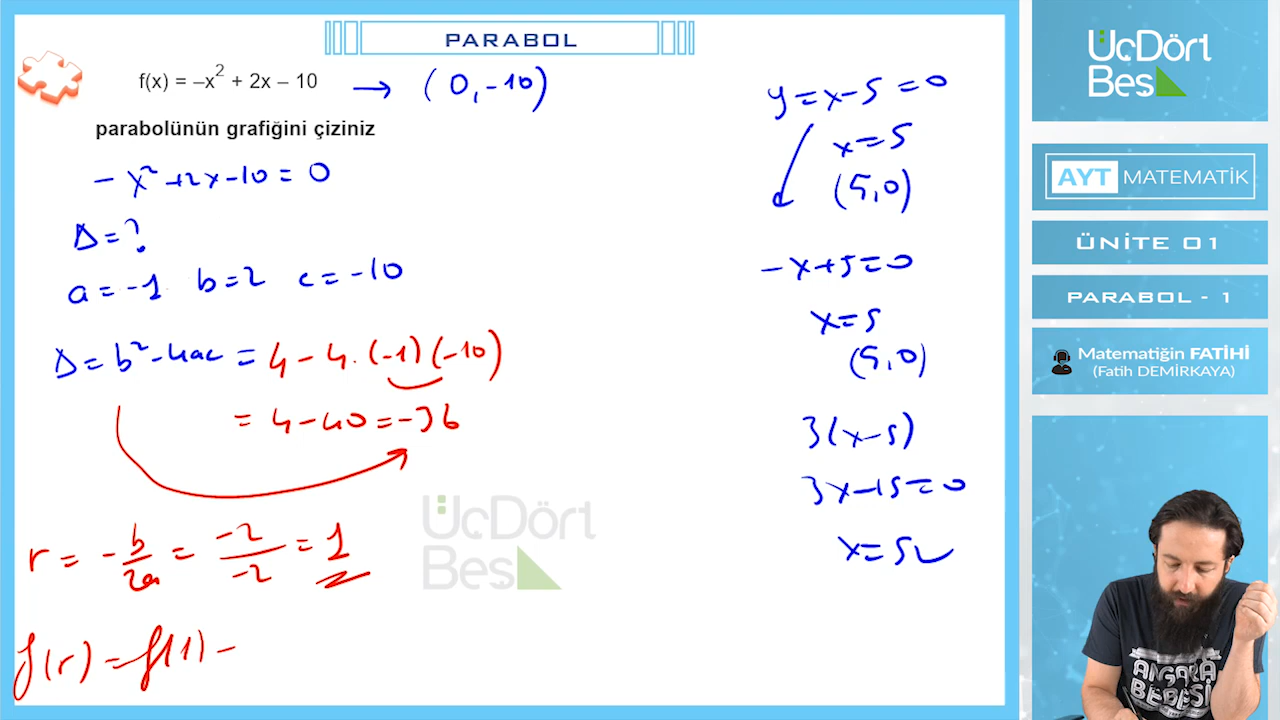 PARABOL
f(x) = –x² + 2x – 10 → (0, -10)
parabolünün grafiğini çiziniz
- x² + 2x - 10 = 0
Δ = ?
a = -1 b = 2 c = -10
Δ = b² - 4ac = 4 - 4. (-1) (-10)
= 4 - 40 = -36
r = - b/2a = -2/-2 = 1
f(r) = f(1) -
y = x - 5 = 0
x = 5
(5, 0)
- x + 5 = 0
x = 5
(5, 0)
3(x - 5)
3x - 15 = 0
x = 5
ÜçDört
Beş
ÜçDört
Beş
AYT MATEMATİK
ÜNİTE 01
PARABOL - 1
Matematiğin FATİHİ
(Fatih DEMİRKAYA)
ANGARA
BEBESİ